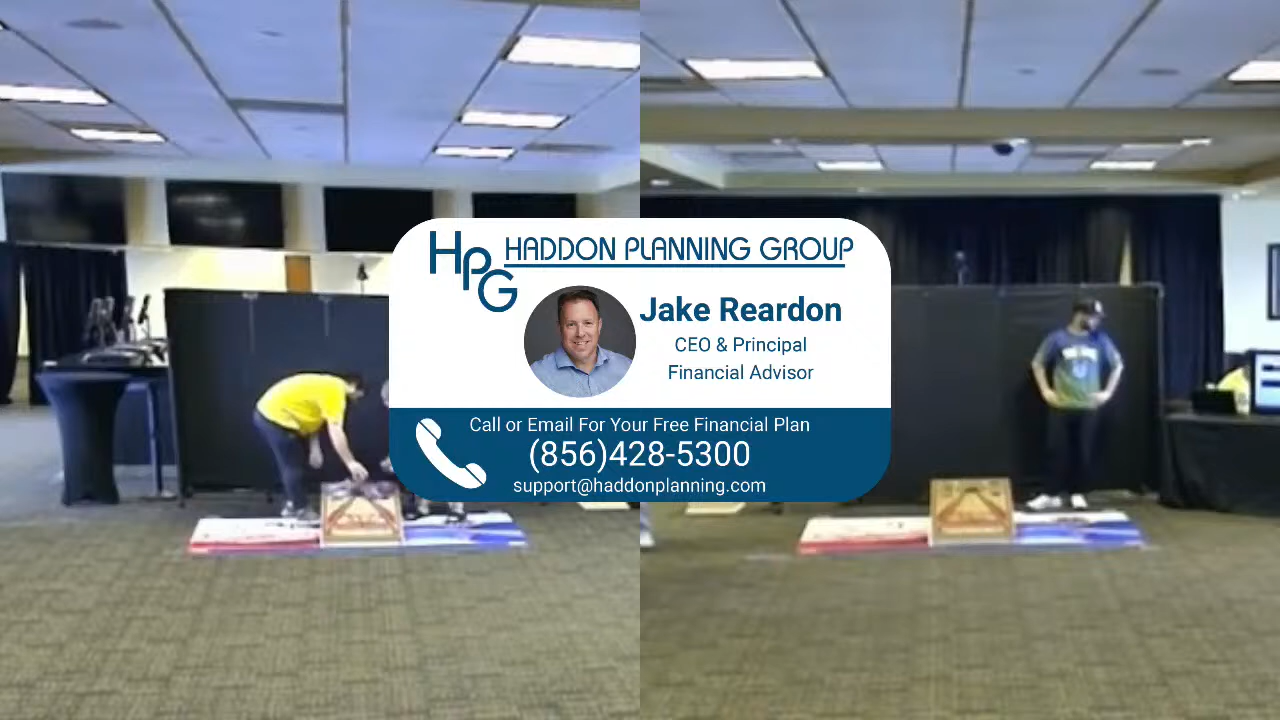 HPG HADDON PLANNING GROUP
Jake Reardon
CEO & Principal
Financial Advisor
Call or Email For Your Free Financial Plan
(856)428-5300
support@haddonplanning.com